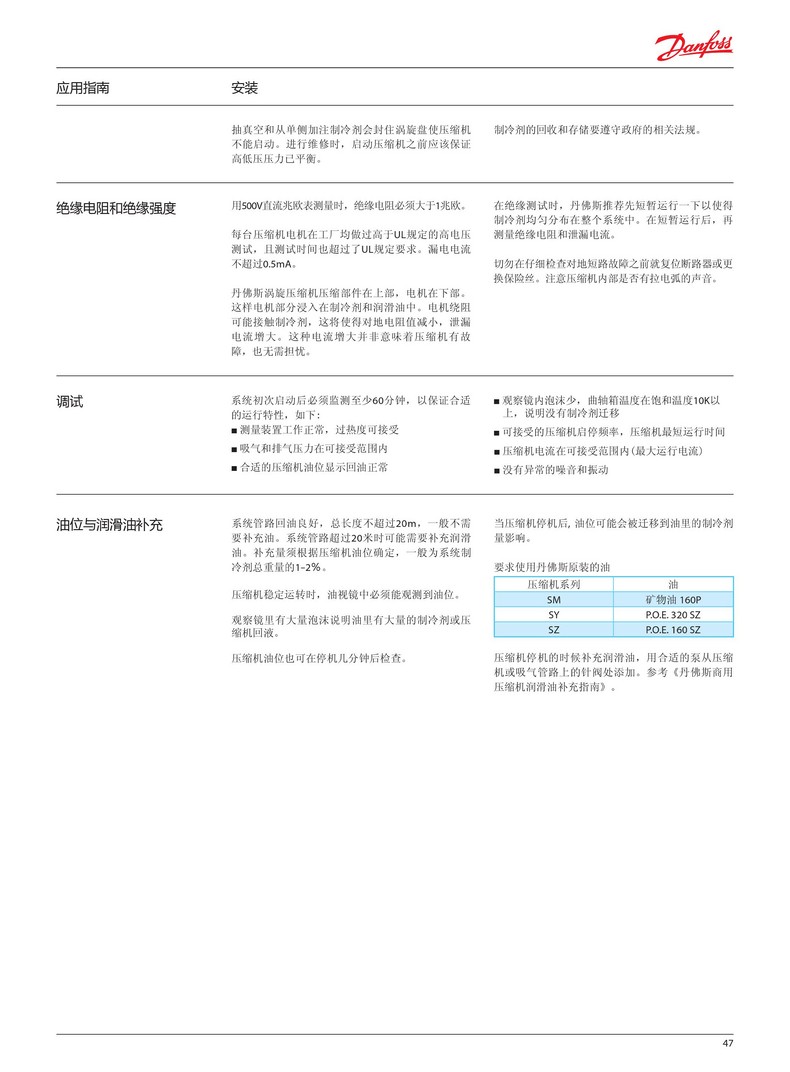 Danfoss
应用指南
安装
抽真空和从单侧加注制冷剂会封住涡旋盘使压缩机
不能启动。进行维修时，启动压缩机之前应该保证
高低压压力已平衡。
制冷剂的回收和存储要遵守政府的相关法规。
绝缘电阻和绝缘强度
用500V直流兆欧表测量时，绝缘电阻必须大于1兆欧。
每台压缩机电机在工厂均做过高于UL规定的高电压
测试，且测试时间也超过了UL规定要求。漏电电流
不超过0.5mA。
丹佛斯涡旋压缩机压缩部件在上部，电机在下部。
这样电机部分浸入在制冷剂和润滑油中。电机绕阻
可能接触制冷剂，这将使得对地电阻值减小，泄漏
电流增大。这种电流增大并非意味着压缩机有故
障，也无需担忧。
在绝缘测试时，丹佛斯推荐先短暂运行一下以使得
制冷剂均匀分布在整个系统中。在短暂运行后，再
测量绝缘电阻和泄漏电流。
切勿在仔细检查对地短路故障之前就复位断路器或更
换保险丝。注意压缩机内部是否有拉电弧的声音。
调试
系统初次启动后必须监测至少60分钟，以保证合适
的运行特性，如下：
■ 测量装置工作正常，过热度可接受
■ 吸气和排气压力在可接受范围内
■ 合适的压缩机油位显示回油正常
■ 观察镜内泡沫少，曲轴箱温度在饱和温度10K以
上，说明没有制冷剂迁移
■ 可接受的压缩机启停频率，压缩机最短运行时间
■ 压缩机电流在可接受范围内(最大运行电流)
■ 没有异常的噪音和振动
油位与润滑油补充
系统管路回油良好，总长度不超过20m，一般不需
要补充油。系统管路超过20米时可能需要补充润滑
油。补充量须根据压缩机油位确定，一般为系统制
冷剂总重量的1-2%。
压缩机稳定运转时，油视镜中必须能观测到油位。
观察镜里有大量泡沫说明油里有大量的制冷剂或压
缩机回液。
压缩机油位也可在停机几分钟后检查。
当压缩机停机后, 油位可能会被迁移到油里的制冷剂
量影响。
要求使用丹佛斯原装的油
压缩机系列 油
SM 矿物油 160P
SY P.O.E. 320 SZ
SZ P.O.E. 160 SZ
压缩机停机的时候补充润滑油，用合适的泵从压缩
机或吸气管路上的针阀处添加。参考《丹佛斯商用
压缩机润滑油补充指南》。
47